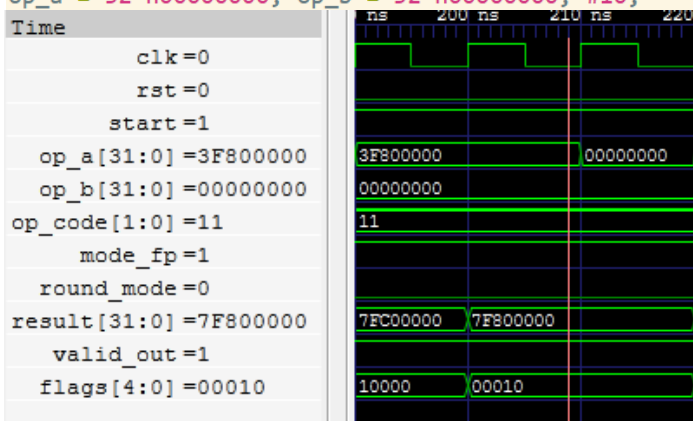 Time
ns 200 ns 210 ns 220
clk=0
rst=0
start=1
op_a[31:0]=3F800000 3F800000 00000000
op_b[31:0]=00000000 00000000
op_code[1:0]=11 11
mode_fp=1
round_mode=0
result[31:0]=7F800000 7FC00000 7F800000
valid_out=1
flags[4:0]=00010 10000 00010